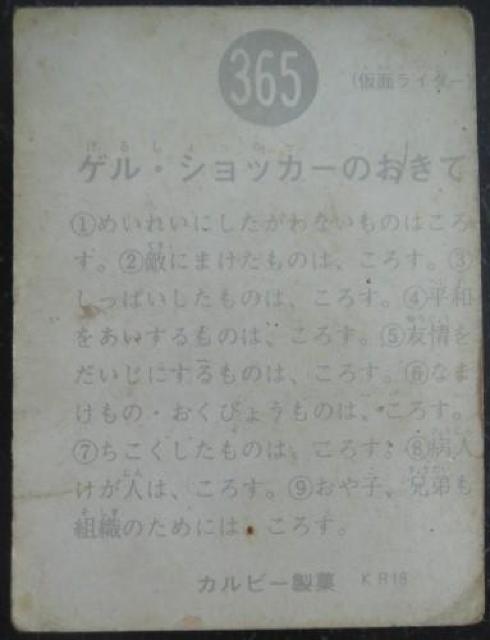 365
(仮面ライダー)
げるしょっかー
ゲル・ショッカーのおきて
①めいれいにしたがわないものはころ
す。②敵にまけたものは、ころす。③
しっぱいしたものは、ころす。④平和
をあいするものは、ころす。⑤友情を
だいじにするものは、ころす。⑥なま
けもの・おくびょうものは、ころす。
⑦ちこくしたものは、ころす。⑧病人
けが人は、ころす。⑨おや子、兄弟も
組織のためには、ころす。
カルビー製菓 KR18